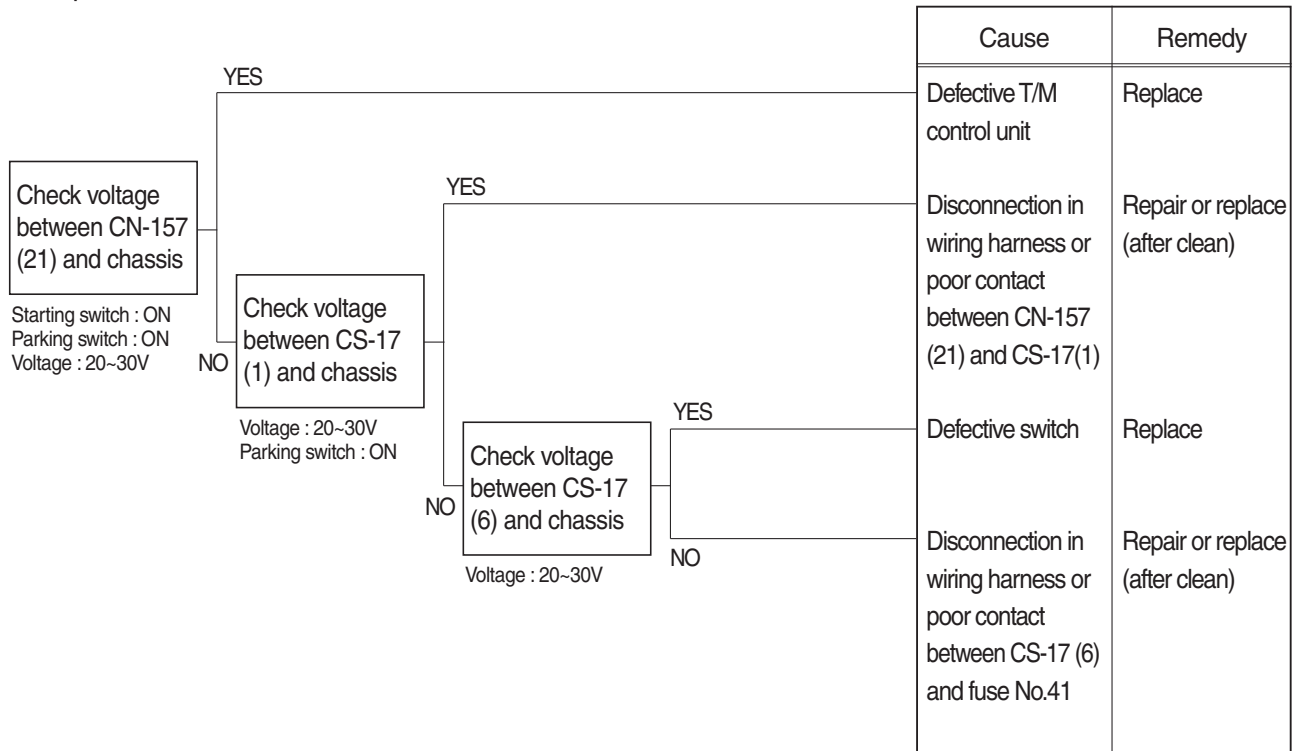 Cause
Remedy
YES
Defective T/M
control unit
Replace
Check voltage
between CN-157
(21) and chassis
Starting switch : ON
Parking switch : ON
Voltage : 20~30V
YES
Disconnection in
wiring harness or
poor contact
between CN-157
(21) and CS-17(1)
Repair or replace
(after clean)
NO
Check voltage
between CS-17
(1) and chassis
Voltage : 20~30V
Parking switch : ON
YES
Defective switch
Replace
NO
Check voltage
between CS-17
(6) and chassis
Voltage : 20~30V
NO
Disconnection in
wiring harness or
poor contact
between CS-17 (6)
and fuse No.41
Repair or replace
(after clean)